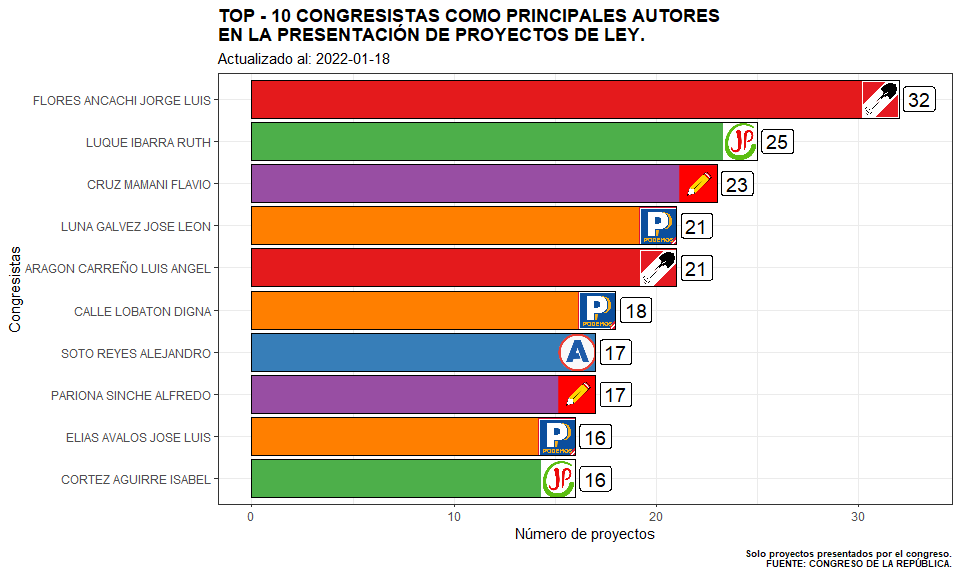 TOP - 10 CONGRESISTAS COMO PRINCIPALES AUTORES
EN LA PRESENTACIÓN DE PROYECTOS DE LEY.
Actualizado al: 2022-01-18
Congresistas
FLORES ANCACHI JORGE LUIS 32
LUQUE IBARRA RUTH JP 25
CRUZ MAMANI FLAVIO 23
LUNA GALVEZ JOSE LEON P PODEMOS 21
ARAGON CARREÑO LUIS ANGEL 21
CALLE LOBATON DIGNA P PODEMOS 18
SOTO REYES ALEJANDRO A 17
PARIONA SINCHE ALFREDO 17
ELIAS AVALOS JOSE LUIS P PODEMOS 16
CORTEZ AGUIRRE ISABEL JP 16
0 10 20 30
Número de proyectos
Solo proyectos presentados por el congreso.
FUENTE: CONGRESO DE LA REPÚBLICA.